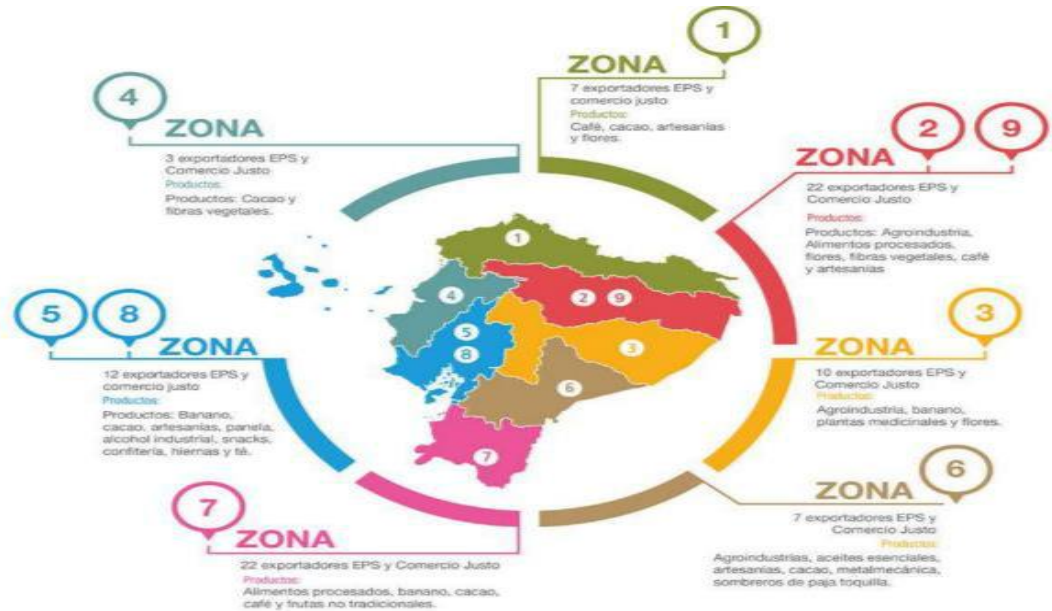 1
ZONA
7 exportadores EPS y
comercio justo
Productos:
Café, cacao, artesanías
y flores.
2 9
ZONA
22 exportadores EPS y
Comercio Justo
Productos:
Productos: Agroindustria,
Alimentos procesados,
flores, fibras vegetales, café
y artesanías
3
ZONA
10 exportadores EPS y
Comercio Justo
Productos:
Agroindustria, banano,
plantas medicinales y flores.
6
ZONA
7 exportadores EPS y
Comercio Justo
Productos:
Agroindustrias, aceites esenciales,
artesanías, cacao, metalmecánica,
sombreros de paja toquilla.
7
ZONA
22 exportadores EPS y Comercio Justo
Productos:
Alimentos procesados, banano, cacao,
café y frutas no tradicionales.
5 8
ZONA
12 exportadores EPS y
comercio justo
Productos:
Productos: Banano,
cacao, artesanías, panela,
alcohol industrial, snacks,
confitería, hiernas y té.
4
ZONA
3 exportadores EPS y
Comercio Justo
Productos:
Productos: Cacao y
fibras vegetales.
1
4
2 9
5
8
3
6
7